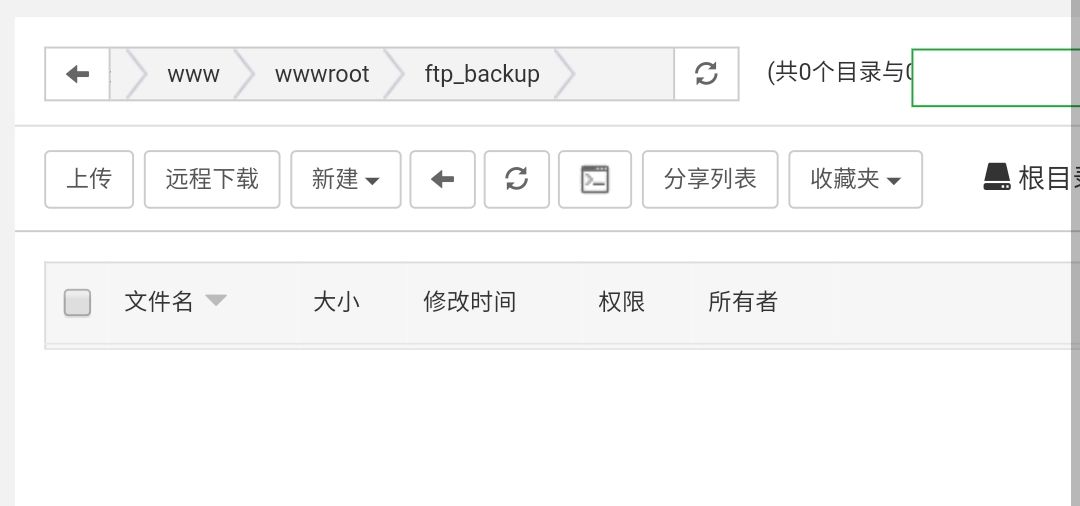 www wwwroot ftp_backup (共0个目录与
上传 远程下载 新建 分享列表 收藏夹 根目录
文件名 大小 修改时间 权限 所有者